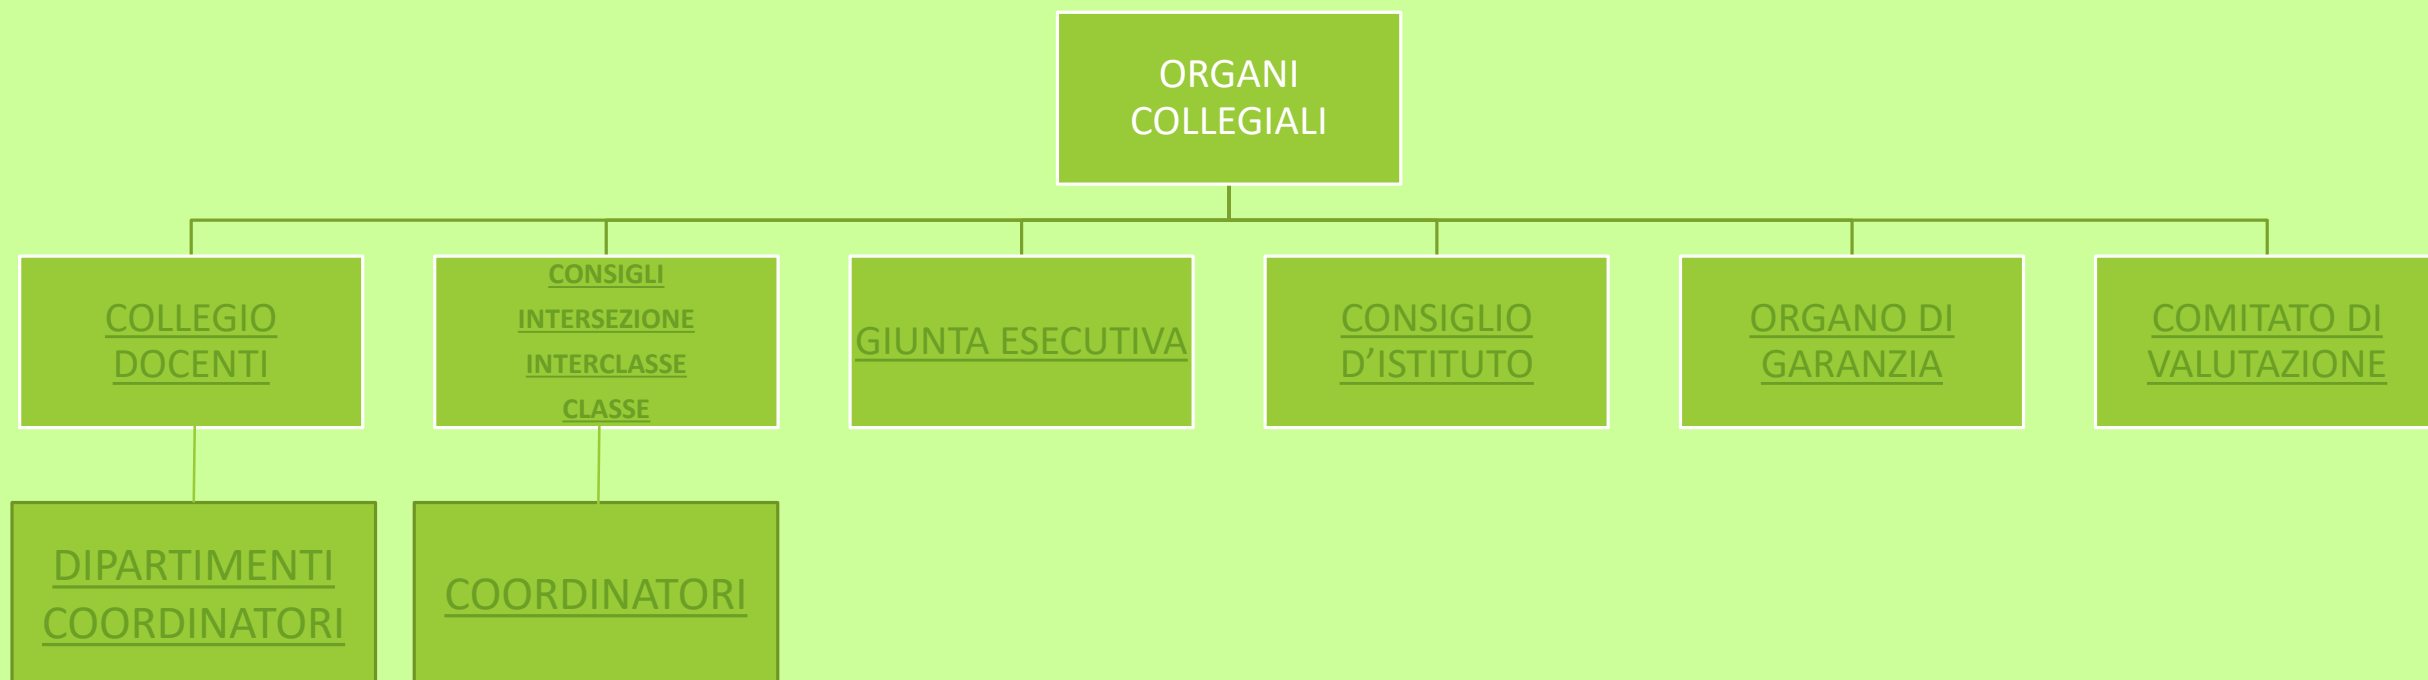 ORGANI
COLLEGIALI
COLLEGIO
DOCENTI
CONSIGLI
INTERSEZIONE
INTERCLASSE
CLASSE
GIUNTA ESECUTIVA
CONSIGLIO
D’ISTITUTO
ORGANO DI
GARANZIA
COMITATO DI
VALUTAZIONE
DIPARTIMENTI
COORDINATORI
COORDINATORI